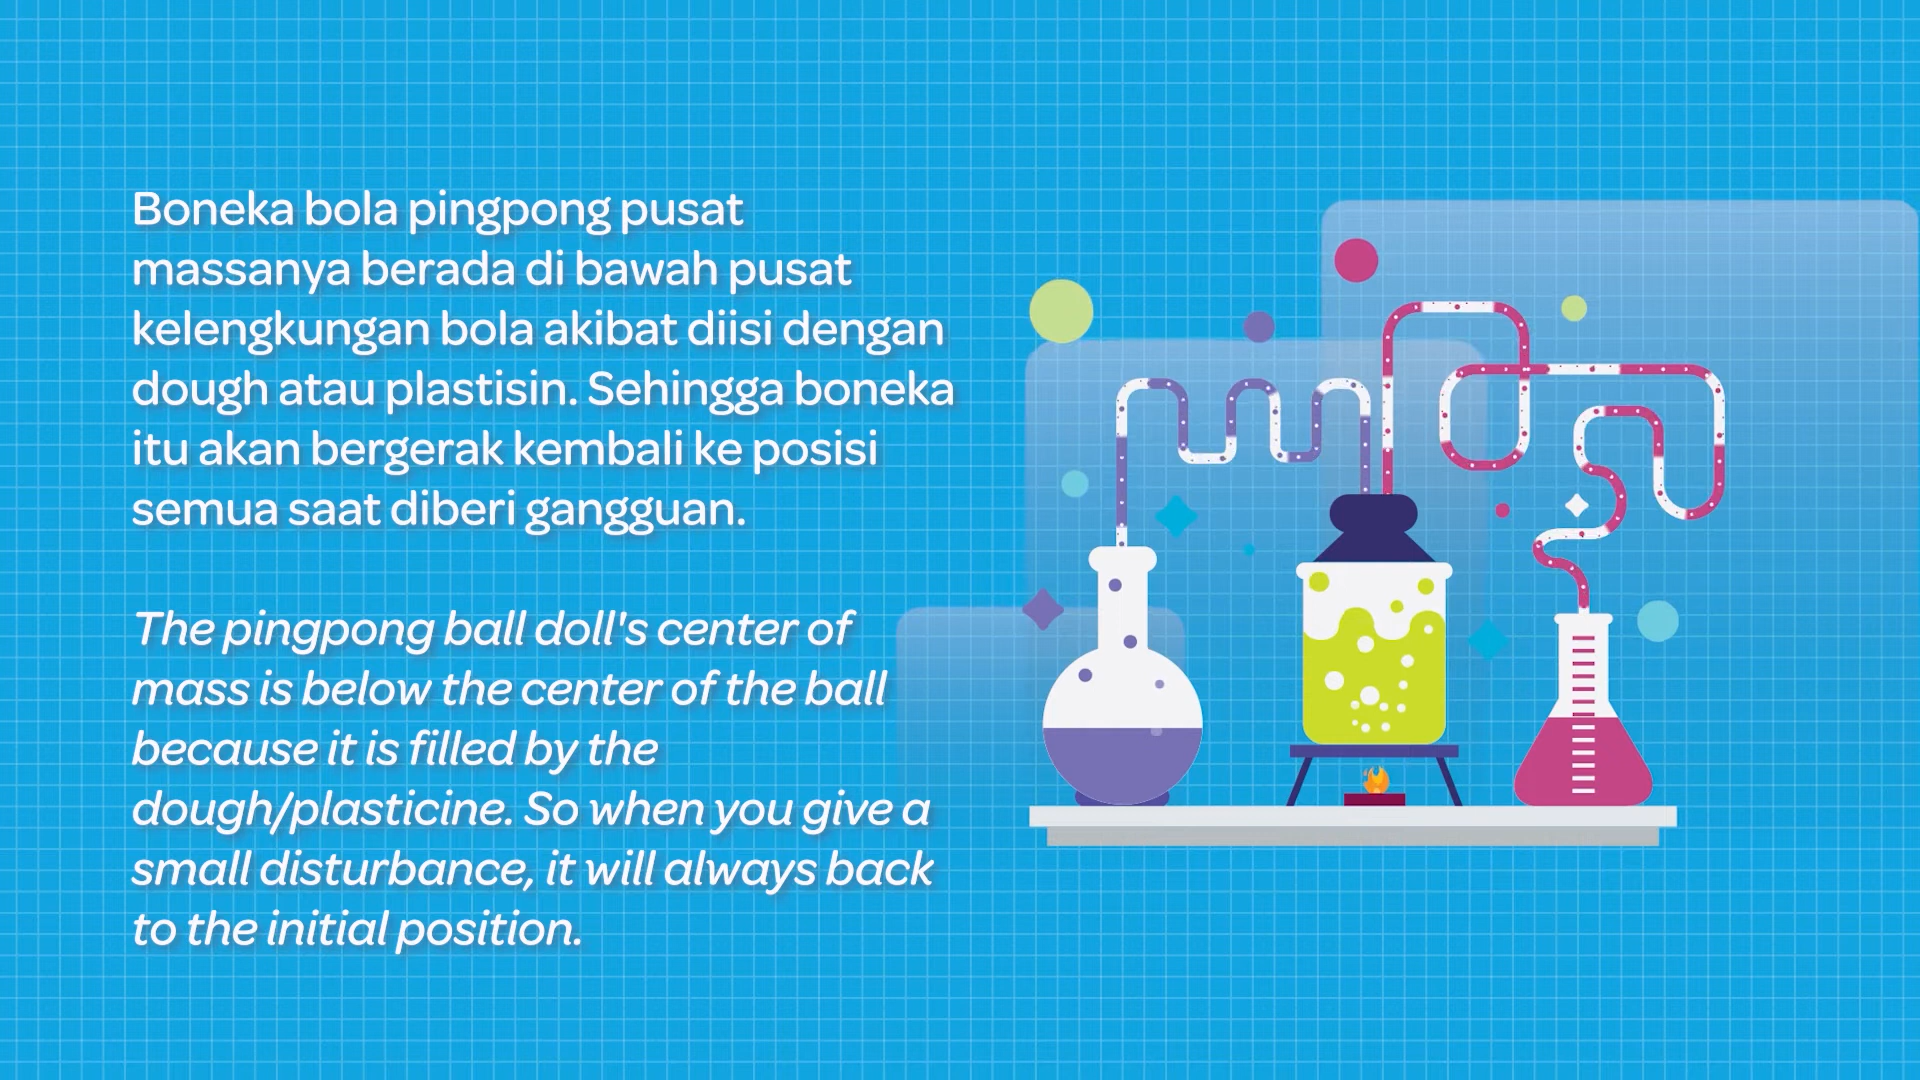 Boneka bola pingpong pusat
massanya berada di bawah pusat
kelengkungan bola akibat diisi dengan
dough atau plastisin. Sehingga boneka
itu akan bergerak kembali ke posisi
semua saat diberi gangguan.
The pingpong ball doll's center of
mass is below the center of the ball
because it is filled by the
dough/plasticine. So when you give a
small disturbance, it will always back
to the initial position.